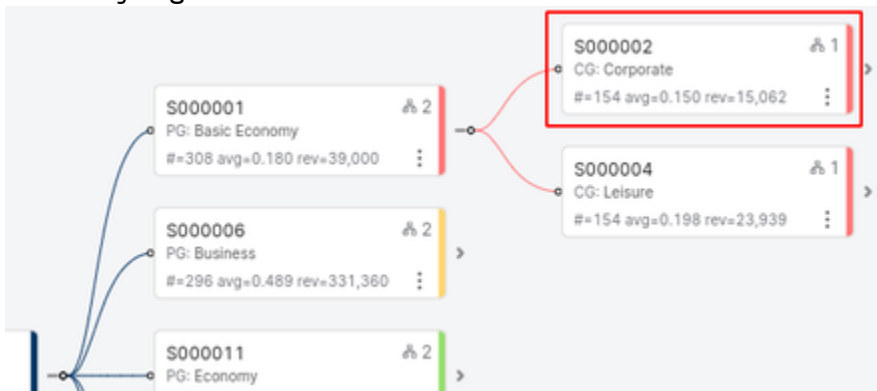 S000002 1
CG: Corporate
#=154 avg=0.150 rev=15,062
S000001 2
PG: Basic Economy
#=308 avg=0.180 rev=39,000
S000004 1
CG: Leisure
#=154 avg=0.198 rev=23,939
S000006 2
PG: Business
#=296 avg=0.489 rev=331,360
S000011 2
PG: Economy